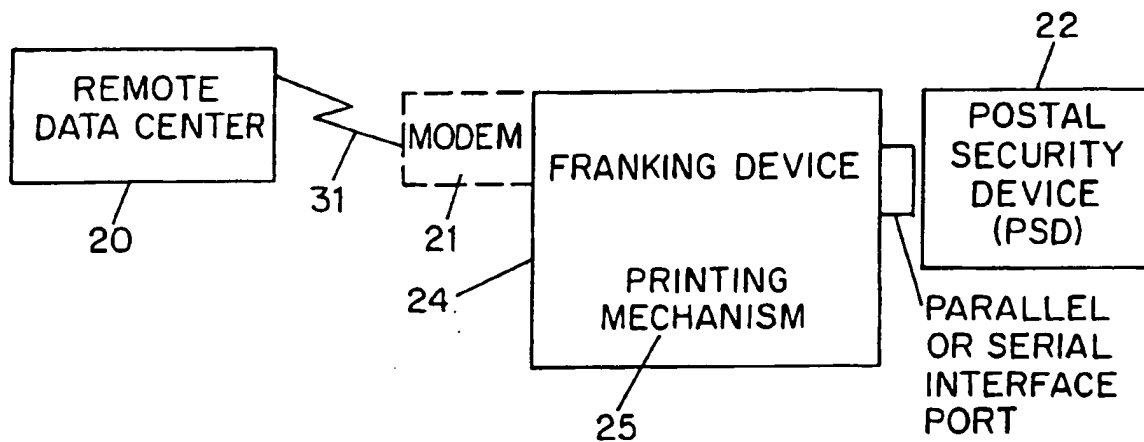 22
REMOTE
DATA CENTER
MODEM
FRANKING DEVICE
POSTAL
SECURITY
DEVICE
(PSD)
31
20
21
24
PRINTING
MECHANISM
25
PARALLEL
OR SERIAL
INTERFACE
PORT